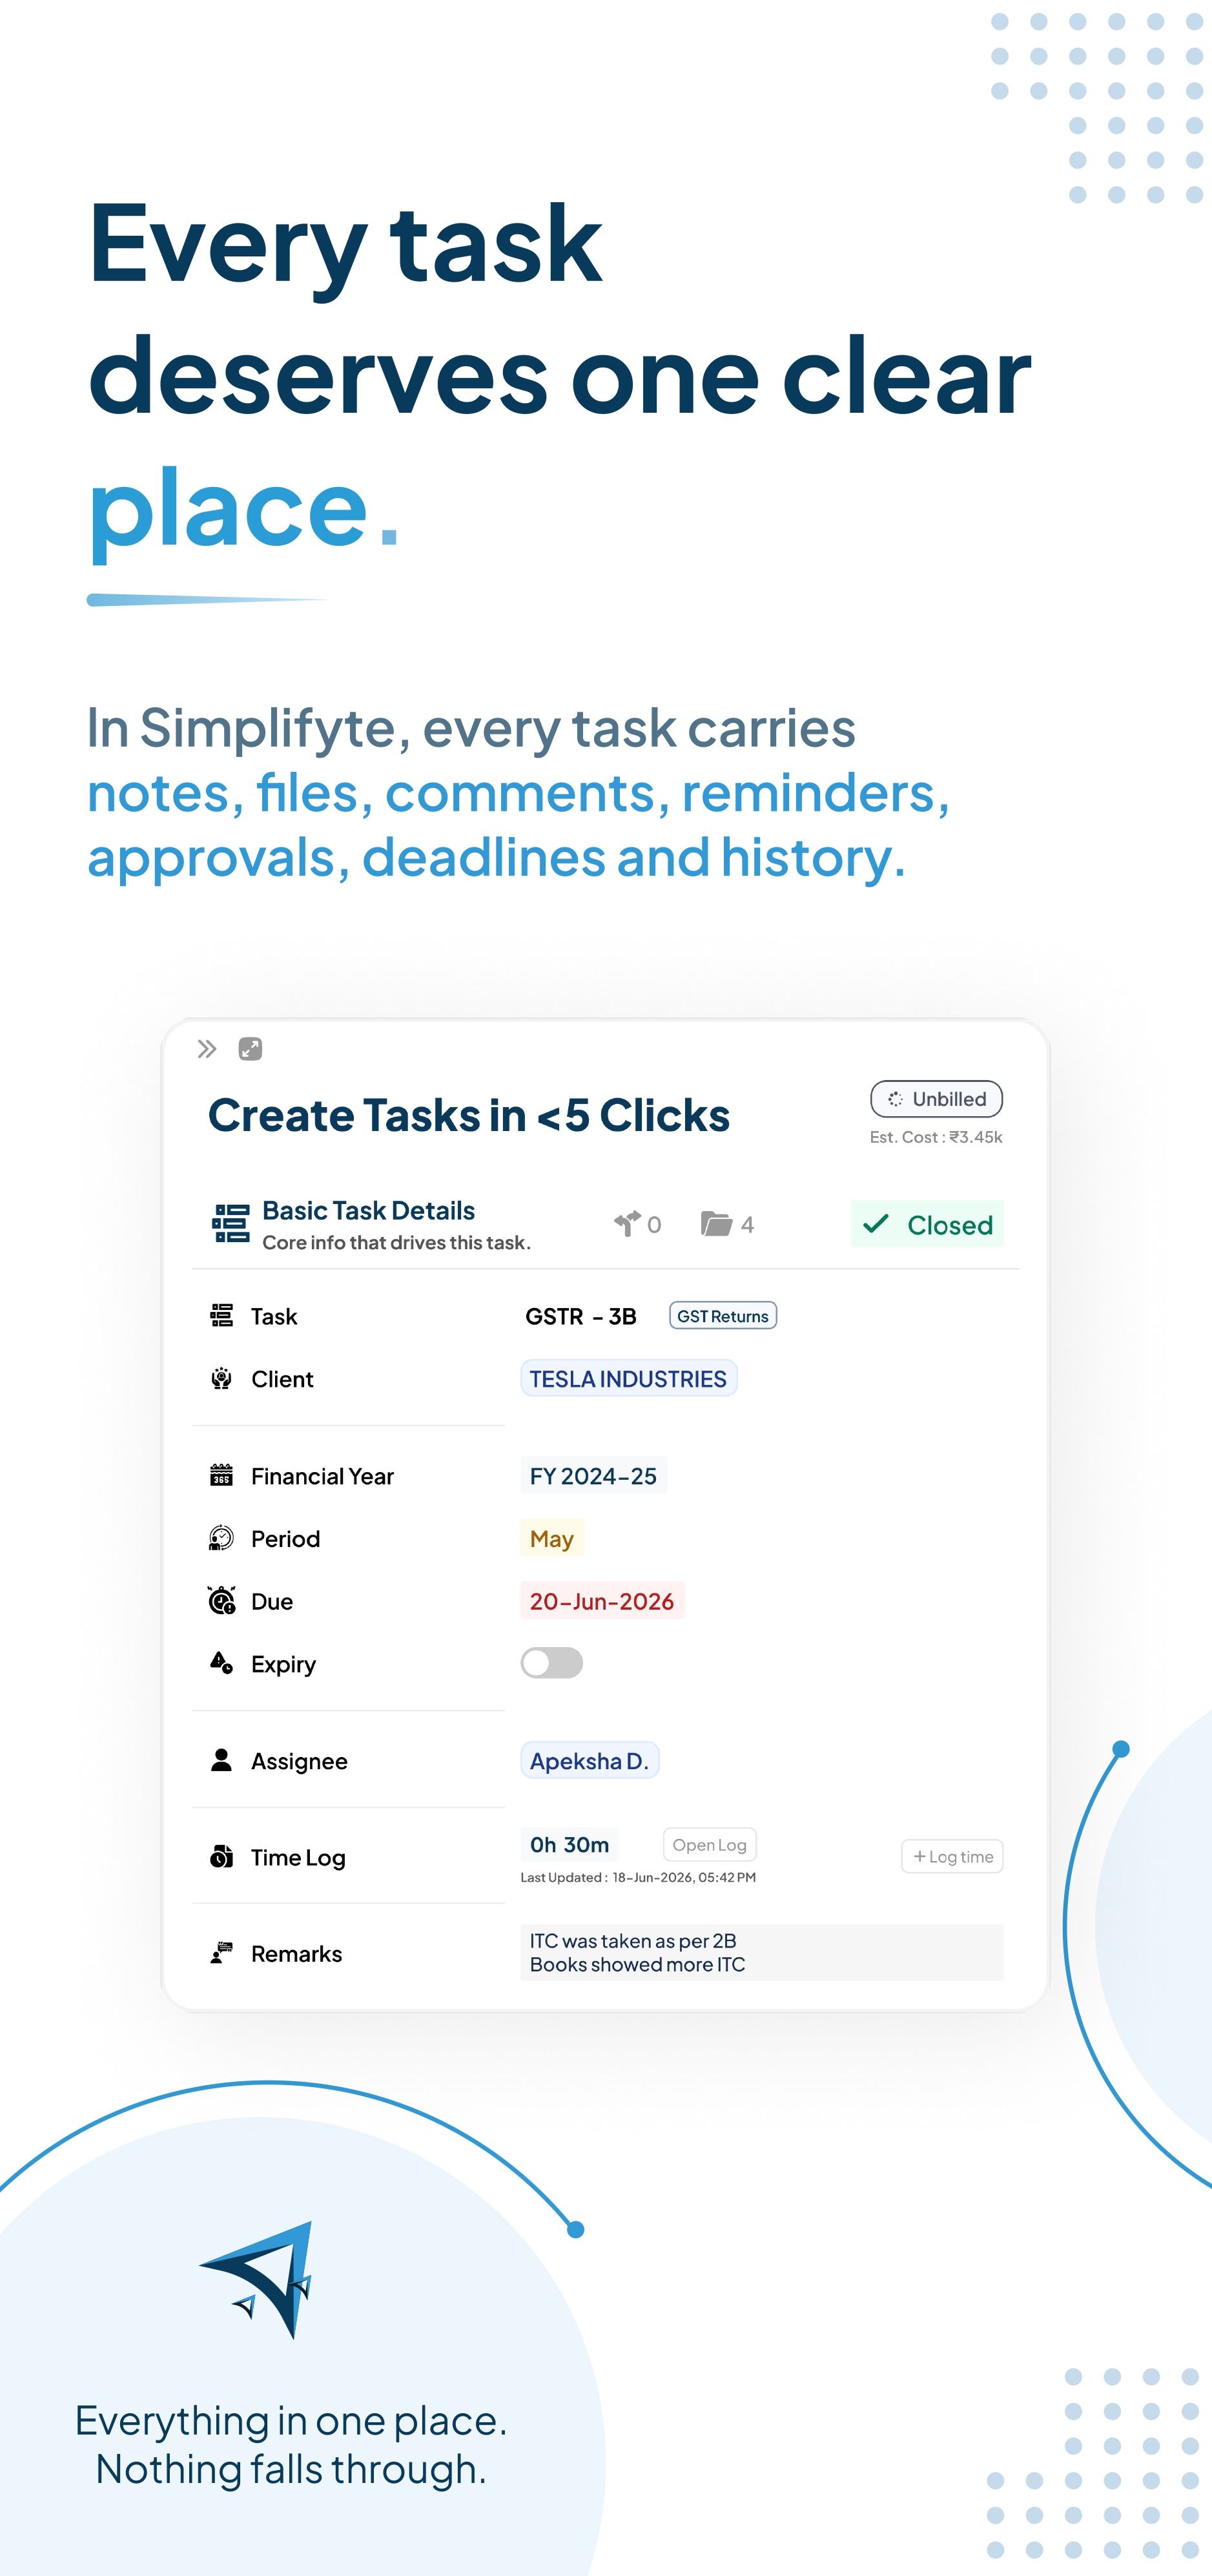 Every task
deserves one clear
place.
In Simplifyte, every task carries
notes, files, comments, reminders,
approvals, deadlines and history.
Create Tasks in <5 Clicks
Unbilled
Est. Cost : ₹3.45k
Basic Task Details
Core info that drives this task.
0
4
Closed
Task
GSTR - 3B
GST Returns
Client
TESLA INDUSTRIES
365
Financial Year
FY 2024-25
Period
May
Due
20-Jun-2026
Expiry
Assignee
Apeksha D.
Time Log
0h 30m
Open Log
+ Log time
Last Updated : 18-Jun-2026, 05:42 PM
Remarks
ITC was taken as per 2B
Books showed more ITC
Everything in one place.
Nothing falls through.